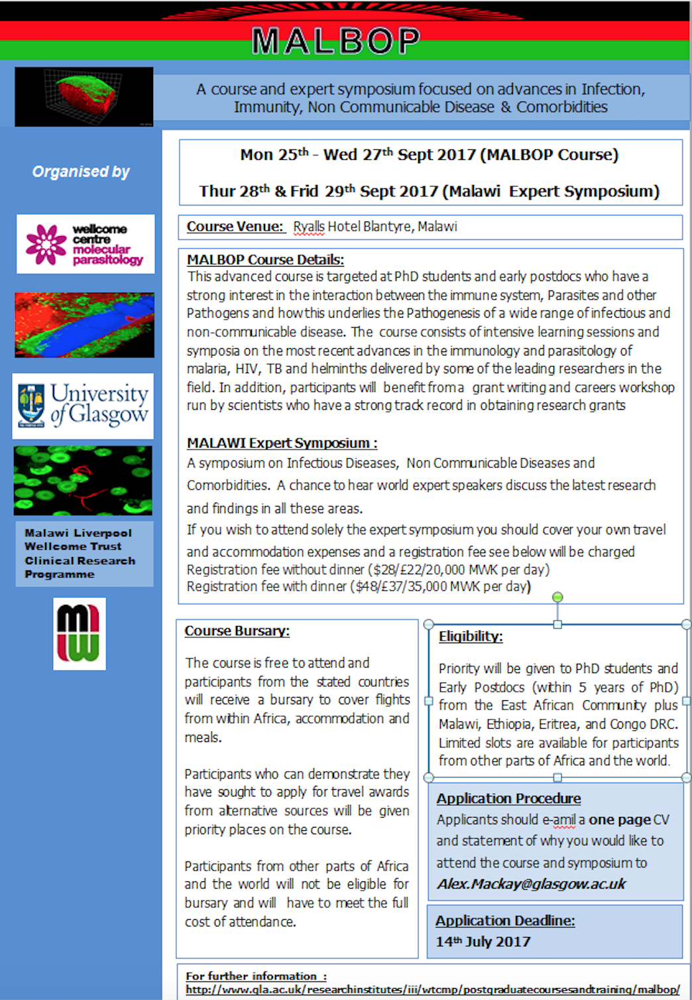 MALBOP
A course and expert symposium focused on advances in Infection,
Immunity, Non Communicable Disease & Comorbidities
Organised by
wellcome
centre
molecular
parasitology
University
of Glasgow
Malawi Liverpool
Wellcome Trust
Clinical Research
Programme
Mon 25th - Wed 27th Sept 2017 (MALBOP Course)
Thur 28th & Frid 29th Sept 2017 (Malawi Expert Symposium)
Course Venue: Ryalls Hotel Blantyre, Malawi
MALBOP Course Details:
This advanced course is targeted at PhD students and early postdocs who have a
strong interest in the interaction between the immune system, Parasites and other
Pathogens and how this underlies the Pathogenesis of a wide range of infectious and
non-communicable disease. The course consists of intensive learning sessions and
symposia on the most recent advances in the immunology and parasitology of
malaria, HIV, TB and helminths delivered by some of the leading researchers in the
field. In addition, participants will benefit from a grant writing and careers workshop
run by scientists who have a strong track record in obtaining research grants
MALAWI Expert Symposium :
A symposium on Infectious Diseases, Non Communicable Diseases and
Comorbidities. A chance to hear world expert speakers discuss the latest research
and findings in all these areas.
If you wish to attend solely the expert symposium you should cover your own travel
and accommodation expenses and a registration fee see below will be charged
Registration fee without dinner ($28/£22/20,000 MWK per day)
Registration fee with dinner ($48/£37/35,000 MWK per day)
Course Bursary:
The course is free to attend and
participants from the stated countries
will receive a bursary to cover flights
from within Africa, accommodation and
meals.
Participants who can demonstrate they
have sought to apply for travel awards
from alternative sources will be given
priority places on the course.
Participants from other parts of Africa
and the world will not be eligible for
bursary and will have to meet the full
cost of attendance.
Eligibility:
Priority will be given to PhD students and
Early Postdocs (within 5 years of PhD)
from the East African Community plus
Malawi, Ethiopia, Eritrea, and Congo DRC.
Limited slots are available for participants
from other parts of Africa and the world.
Application Procedure
Applicants should e-amil a one page CV
and statement of why you would like to
attend the course and symposium to
Alex.Mackay@glasgow.ac.uk
Application Deadline:
14th July 2017
For further information :
http://www.gla.ac.uk/researchinstitutes/iii/wtcmp/postgraduatecoursesandtraining/malbop/